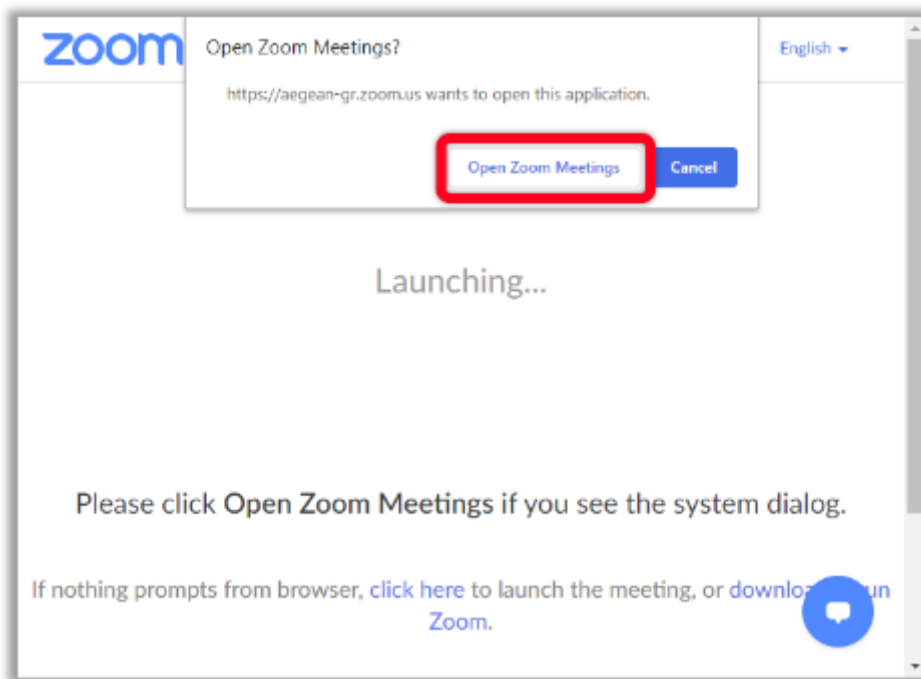 zoom
Open Zoom Meetings?
English
https://aegean-gr.zoom.us wants to open this application.
Open Zoom Meetings
Cancel
Launching...
Please click Open Zoom Meetings if you see the system dialog.
If nothing prompts from browser, click here to launch the meeting, or
Zoom.